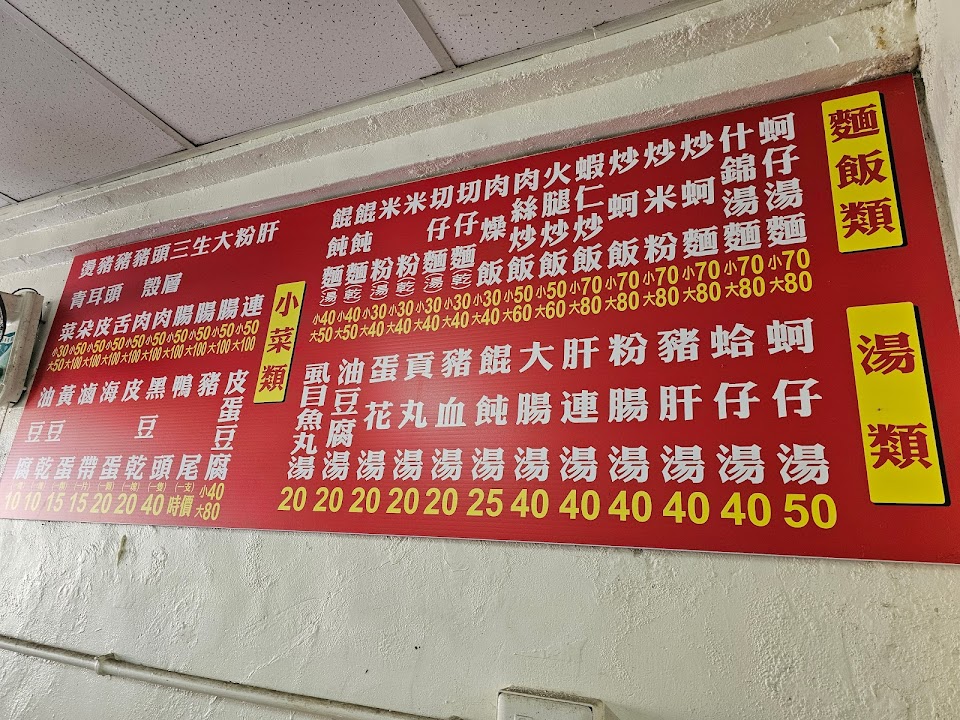 麵飯類
蚵仔湯麵 小70 大80
什錦湯麵 小70 大80
炒蚵麵 小70 大80
炒米粉 小70 大80
炒蚵飯 小70 大80
蝦仁炒飯 小70 大80
火腿炒飯 小50 大60
肉絲炒飯 小50 大60
肉燥飯 小30 大40
切仔麵(乾) 小30 大40
切仔麵(湯) 小30 大40
米粉(乾) 小30 大40
米粉(湯) 小30 大40
餛飩麵(乾) 小40 大50
餛飩麵(湯) 小40 大50
湯類
蚵仔湯 50
蛤仔湯 40
豬肝湯 40
粉腸湯 40
肝連湯 40
大腸湯 40
餛飩湯 25
豬血湯 20
貢丸湯 20
蛋花湯 20
油豆腐湯 20
虱目魚丸湯 20
小菜類
肝連 小50 大100
粉腸 小50 大100
大腸 小50 大100
生腸 小50 大100
三層肉 小50 大100
頭殼肉 小50 大100
豬舌 小50 大100
豬頭皮 小50 大100
豬耳朵 小50 大100
燙青菜 小30 大50
皮蛋豆腐 小40 大80
豬尾(一支) 時價
鴨頭(一隻) 40
黑豆乾 20
皮蛋 20
海帶 15
滷蛋 15
黃豆乾 10
油豆腐 10